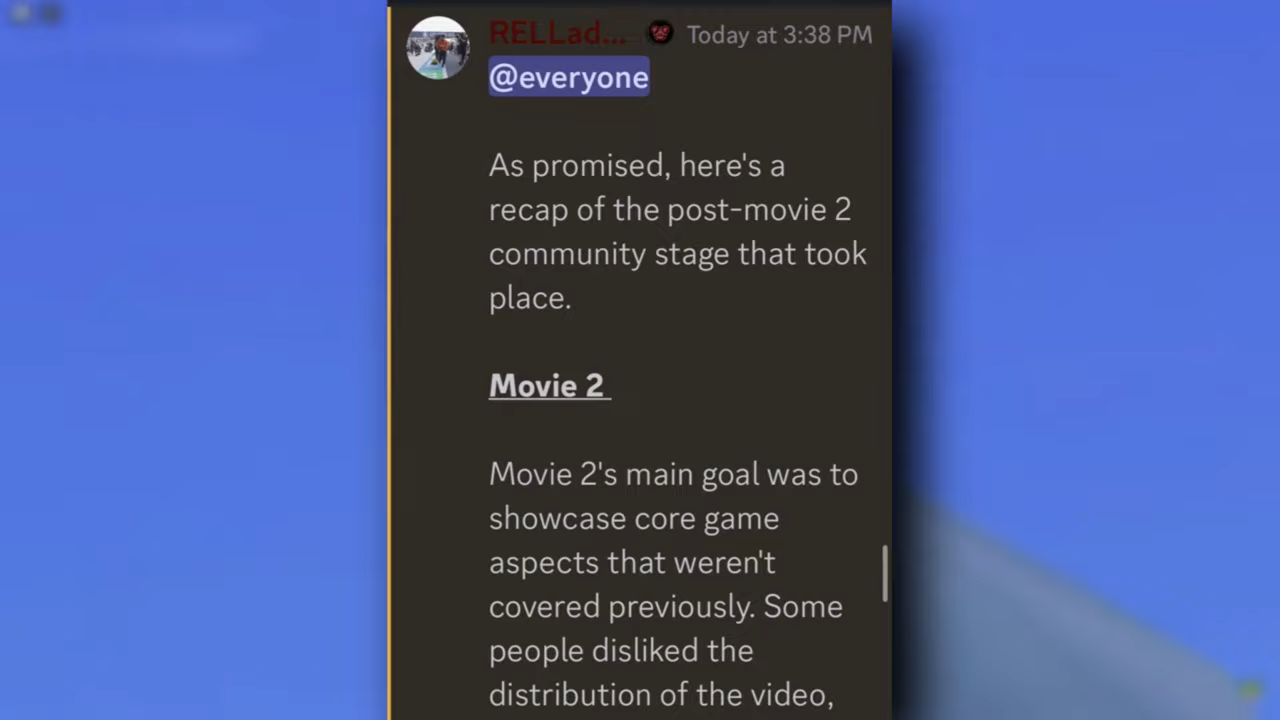 RELLad... Today at 3:38 PM
@everyone
As promised, here's a
recap of the post-movie 2
community stage that took
place.
Movie 2
Movie 2's main goal was to
showcase core game
aspects that weren't
covered previously. Some
people disliked the
distribution of the video,